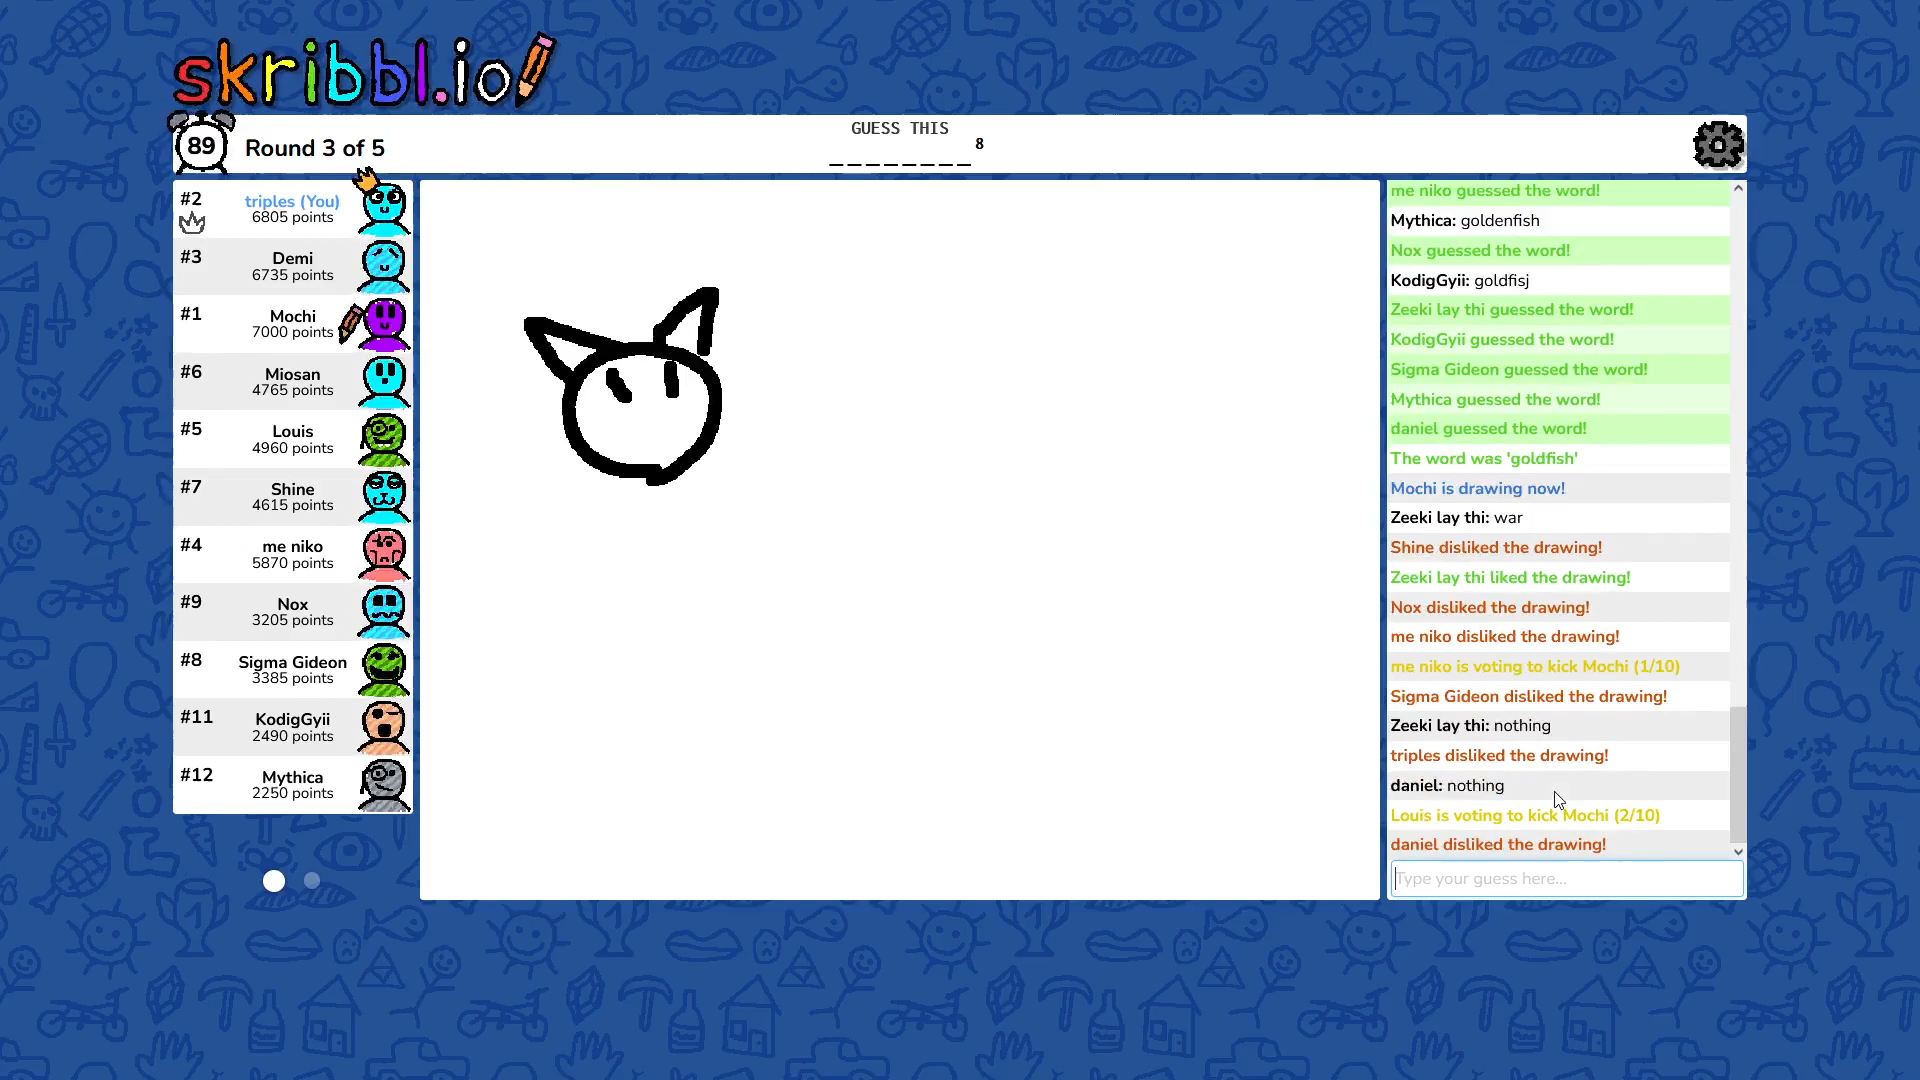 skribbl.io
89
Round 3 of 5
GUESS THIS
________ 8
#2
triples (You)
6805 points
#3
Demi
6735 points
#1
Mochi
7000 points
#6
Miosan
4765 points
#5
Louis
4960 points
#7
Shine
4615 points
#4
me niko
5870 points
#9
Nox
3205 points
#8
Sigma Gideon
3385 points
#11
KodigGyii
2490 points
#12
Mythica
2250 points
me niko guessed the word!
Mythica: goldenfish
Nox guessed the word!
KodigGyii: goldfisj
Zeeki lay thi guessed the word!
KodigGyii guessed the word!
Sigma Gideon guessed the word!
Mythica guessed the word!
daniel guessed the word!
The word was 'goldfish'
Mochi is drawing now!
Zeeki lay thi: war
Shine disliked the drawing!
Zeeki lay thi liked the drawing!
Nox disliked the drawing!
me niko disliked the drawing!
me niko is voting to kick Mochi (1/10)
Sigma Gideon disliked the drawing!
Zeeki lay thi: nothing
triples disliked the drawing!
daniel: nothing
Louis is voting to kick Mochi (2/10)
daniel disliked the drawing!
Type your guess here...